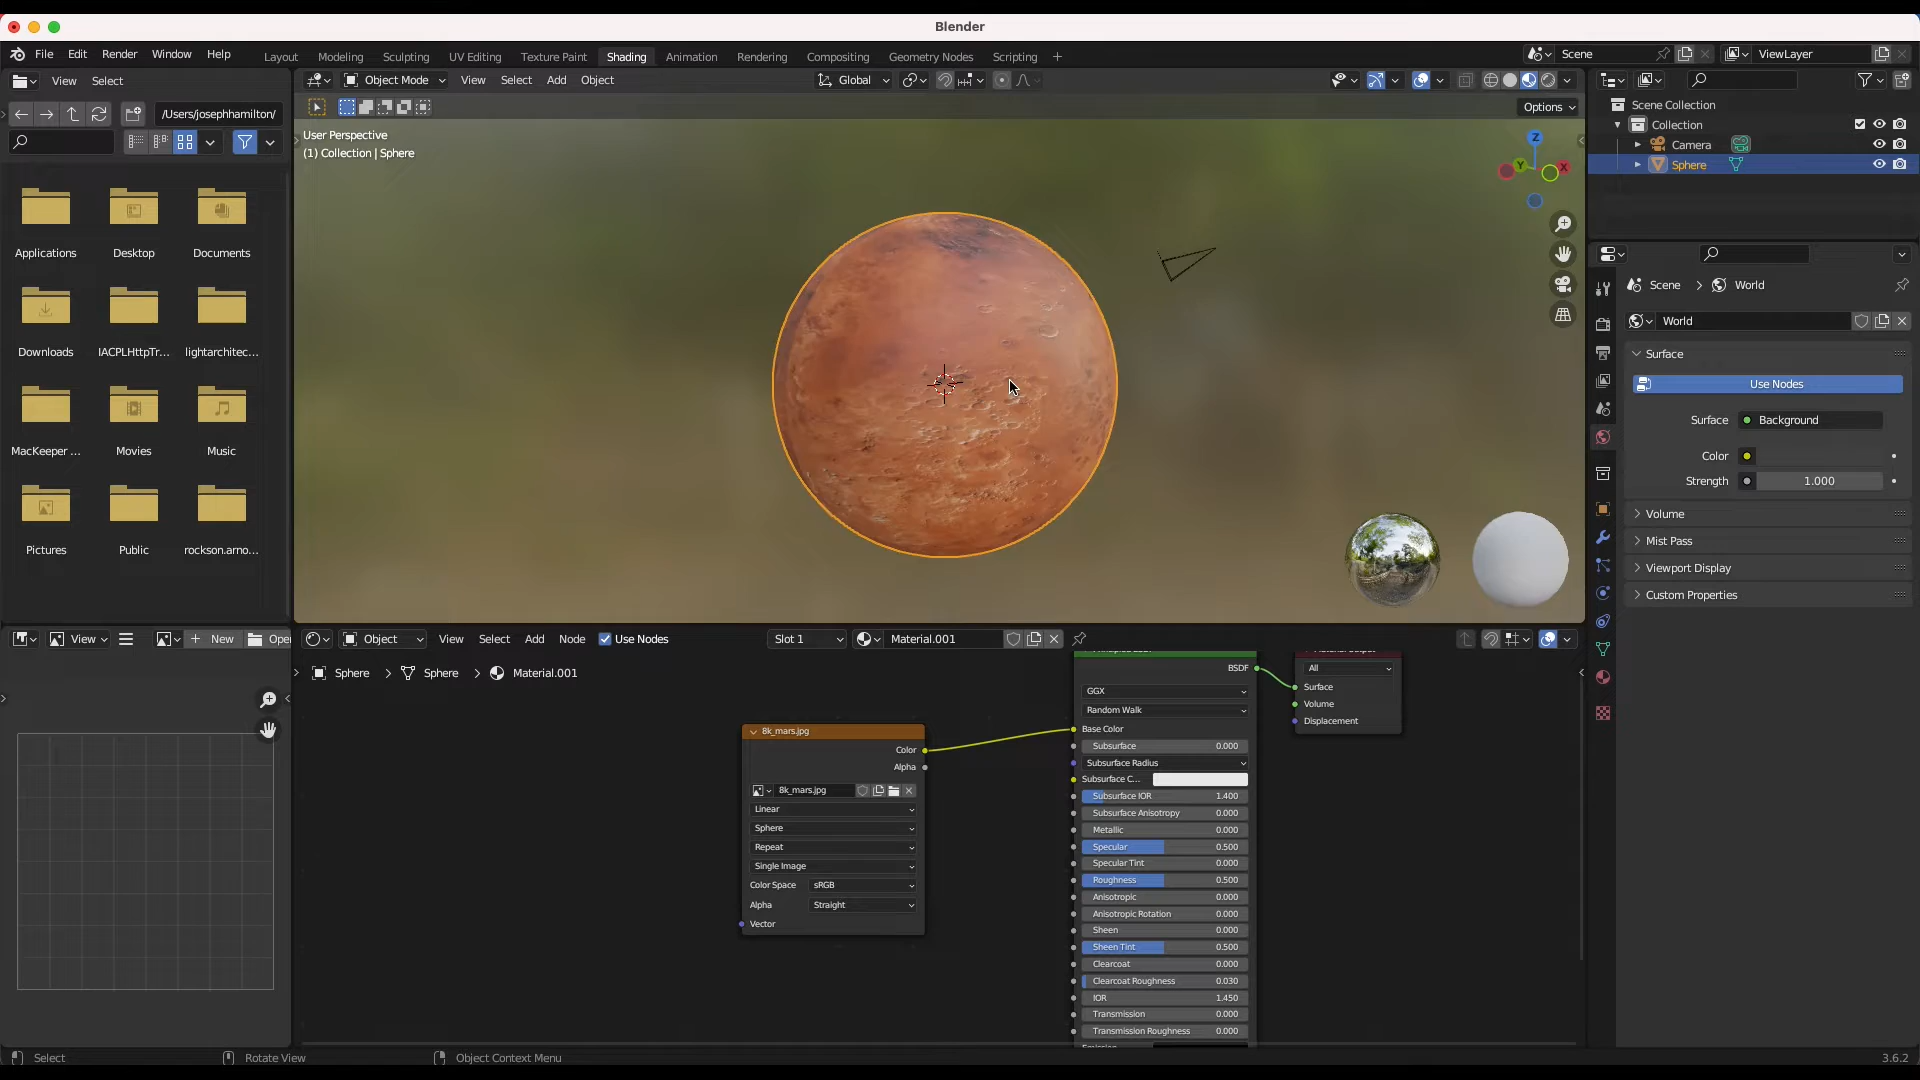 Blender
File Edit Render Window Help
Layout Modeling Sculpting UV Editing Texture Paint Shading Animation Rendering Compositing Geometry Nodes Scripting +
Scene
ViewLayer
View Select
Object Mode View Select Add Object
Global
/Users/josephhamilton/
Options
User Perspective
(1) Collection | Sphere
Z
Y
X
Applications Desktop Documents
Downloads IACPLHttpTr... lightarchitec...
MacKeeper ... Movies Music
Pictures Public rockson.arno...
Scene Collection
Collection
Camera
Sphere
Scene > World
World
Surface
Use Nodes
Surface Background
Color
Strength 1.000
Volume
Mist Pass
Viewport Display
Custom Properties
View
New
Ope
Object View Select Add Node Use Nodes
Slot 1
Material.001
Sphere > Sphere > Material.001
8k_mars.jpg
Color
Alpha
8k_mars.jpg
Linear
Sphere
Repeat
Single Image
Color Space sRGB
Alpha Straight
Vector
BSDF
GGX
Random Walk
Base Color
Subsurface 0.000
Subsurface Radius
Subsurface C...
Subsurface IOR 1.400
Subsurface Anisotropy 0.000
Metallic 0.000
Specular 0.500
Specular Tint 0.000
Roughness 0.500
Anisotropic 0.000
Anisotropic Rotation 0.000
Sheen 0.000
Sheen Tint 0.500
Clearcoat 0.000
Clearcoat Roughness 0.030
IOR 1.450
Transmission 0.000
Transmission Roughness 0.000
All
Surface
Volume
Displacement
Select
Rotate View
Object Context Menu
3.6.2